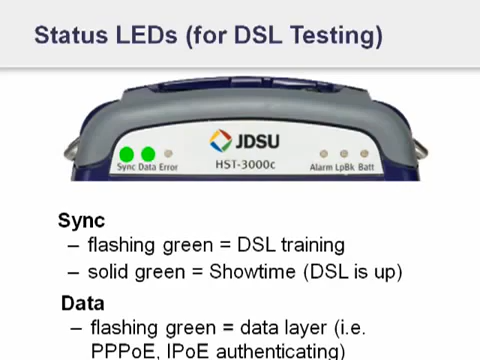 Status LEDs (for DSL Testing)
JDSU
HST-3000c
Sync Data Error
Alarm LpBk Batt
Sync
– flashing green = DSL training
– solid green = Showtime (DSL is up)
Data
– flashing green = data layer (i.e.
PPPoE, IPoE authenticating)